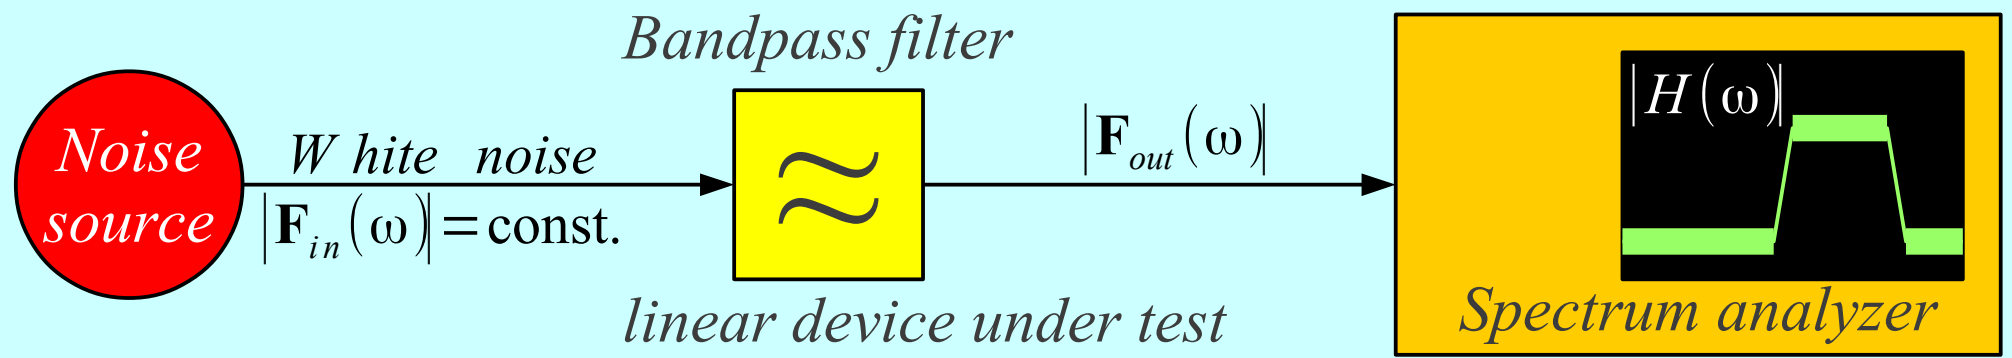 Bandpass filter
Noise
source
W hite noise
|F_in(ω)|=const.
≈
|F_out(ω)|
|H(ω)|
linear device under test
Spectrum analyzer